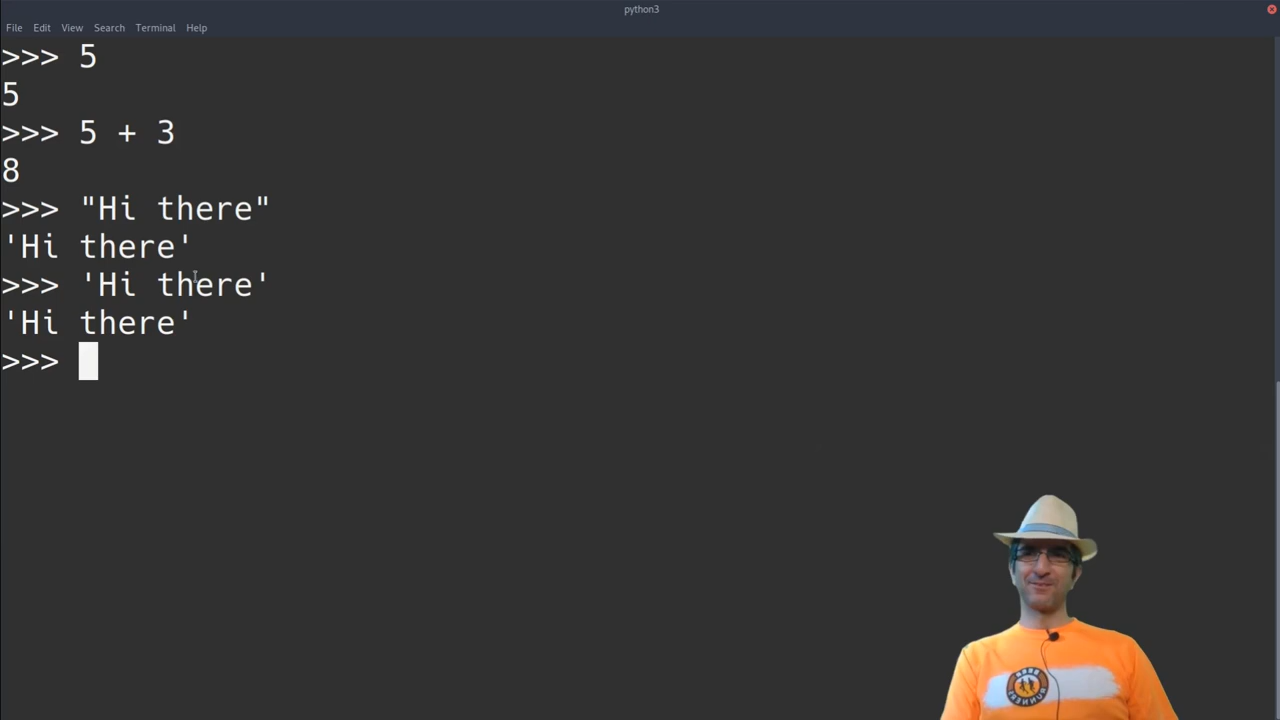 python3
File Edit View Search Terminal Help
>>> 5
5
>>> 5 + 3
8
>>> "Hi there"
'Hi there'
>>> 'Hi there'
'Hi there'
>>>